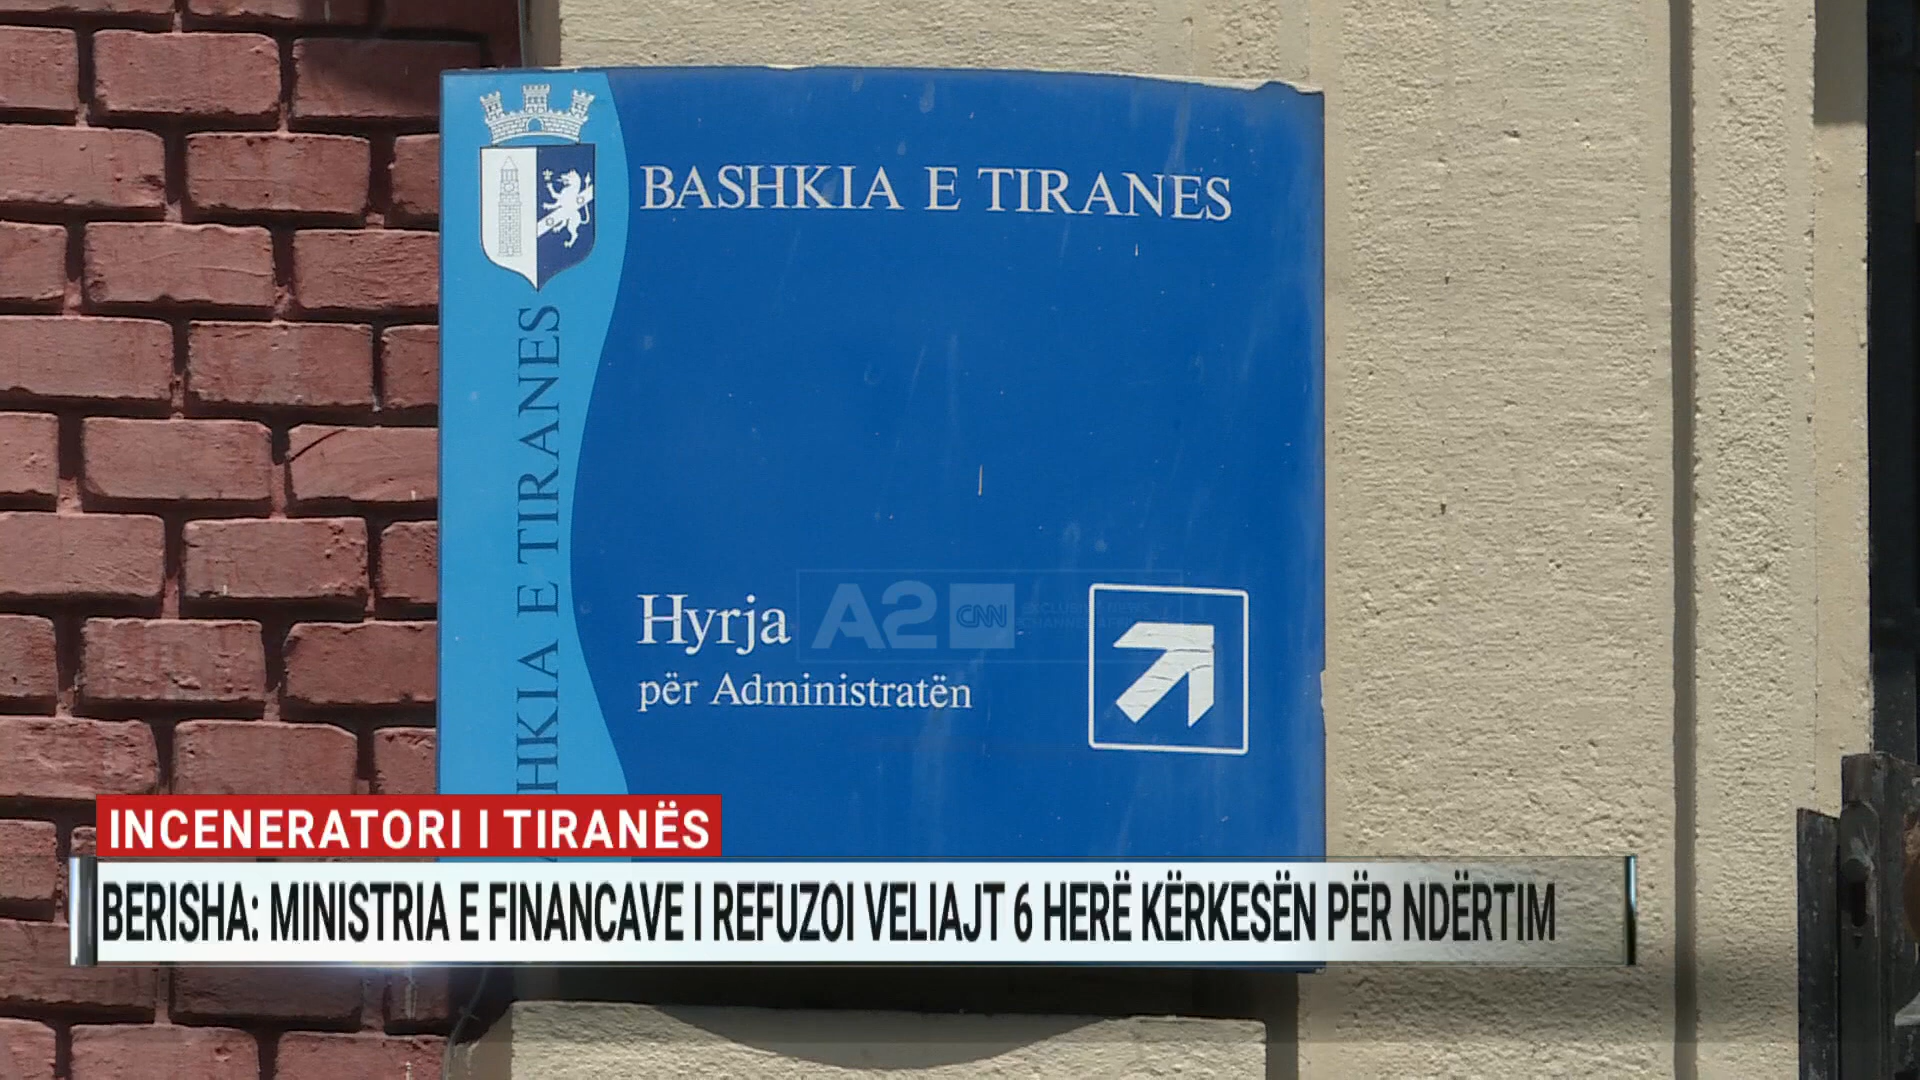 BASHKIA E TIRANES
HKIA E TIRANES
Hyrja
për Administratën
A2 CNN
INCENERATORI I TIRANËS
BERISHA: MINISTRIA E FINANCAVE I REFUZOI VELIAJT 6 HERË KËRKESËN PËR NDËRTIM